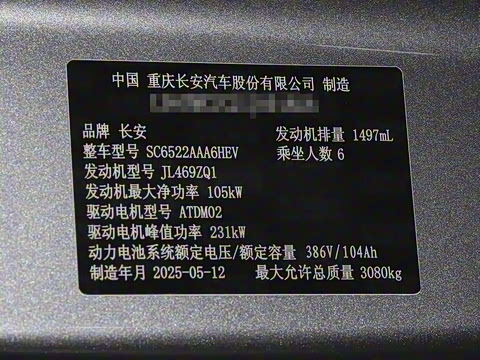 中国 重庆长安汽车股份有限公司 制造
品牌 长安 发动机排量 1497mL
整车型号 SC6522AAA6HEV 乘坐人数 6
发动机型号 JL469ZQ1
发动机最大净功率 105kW
驱动电机型号 ATDM02
驱动电机峰值功率 231kW
动力电池系统额定电压/额定容量 386V/104Ah
制造年月 2025-05-12 最大允许总质量 3080kg